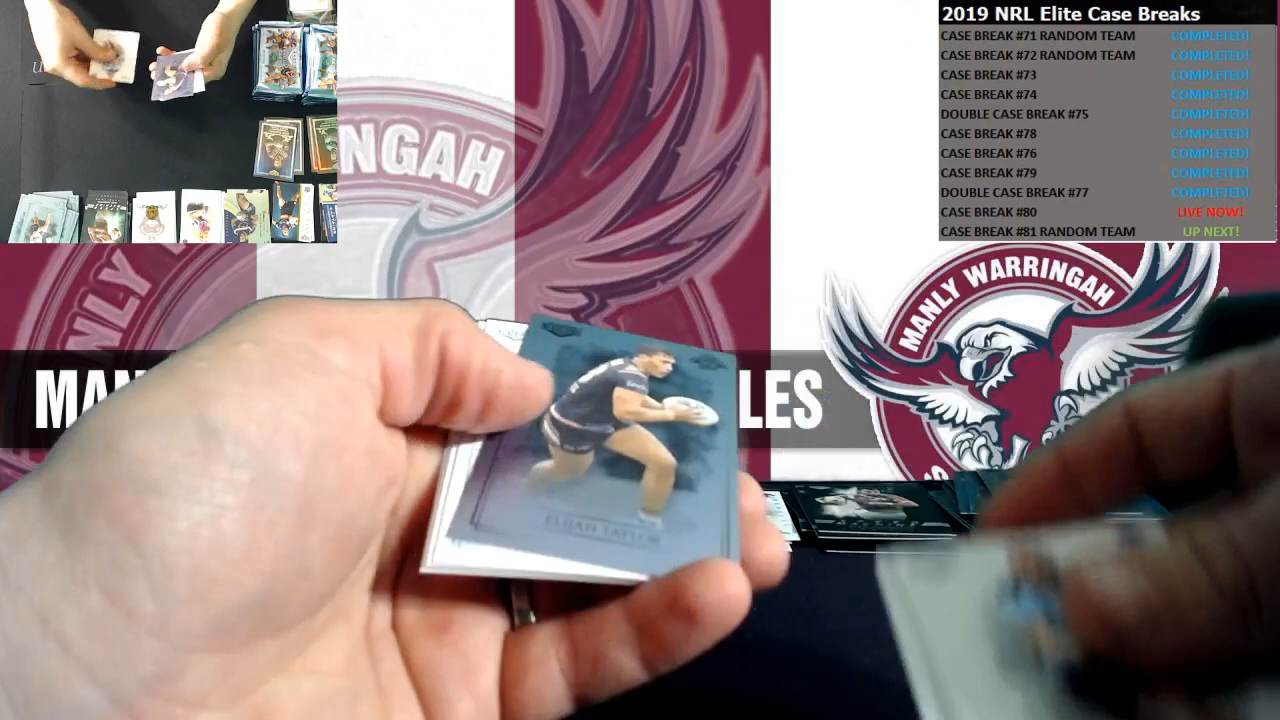 2019 NRL Elite Case Breaks
CASE BREAK #71 RANDOM TEAM COMPLETED!
CASE BREAK #72 RANDOM TEAM COMPLETED!
CASE BREAK #73 COMPLETED!
CASE BREAK #74 COMPLETED!
DOUBLE CASE BREAK #75 COMPLETED!
CASE BREAK #78 COMPLETED!
CASE BREAK #76 COMPLETED!
CASE BREAK #79 COMPLETED!
DOUBLE CASE BREAK #77 COMPLETED!
CASE BREAK #80 LIVE NOW!
CASE BREAK #81 RANDOM TEAM UP NEXT!
NGAH
NLY W
MANLY WARRINGAH
MAN
LES
ELIJAH TAYLOR